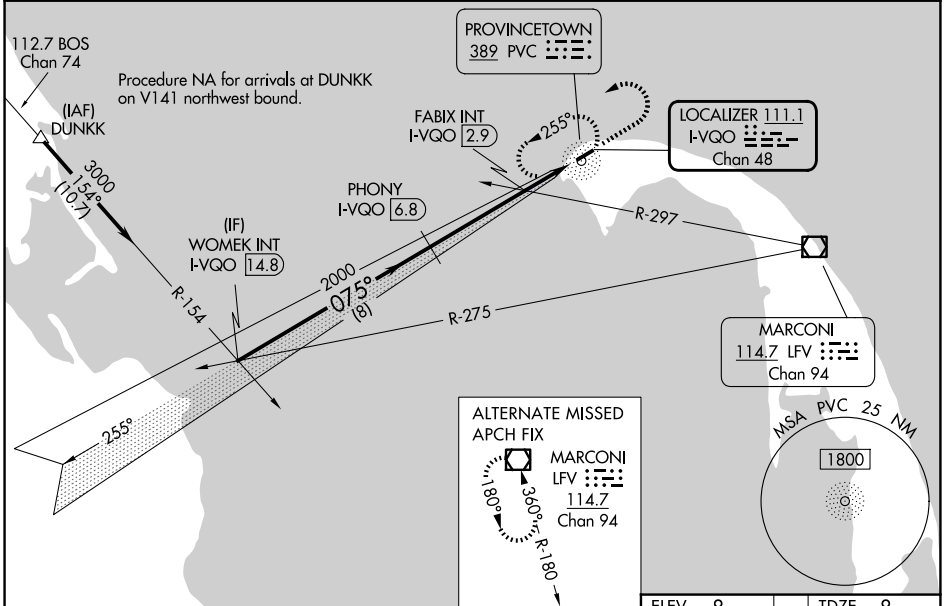 112.7 BOS
Chan 74
Procedure NA for arrivals at DUNKK
on V141 northwest bound.
(IAF)
DUNKK
3000
154°
(10.7)
R-154
PROVINCETOWN
389 PVC
FABIX INT
I-VQO 2.9
255°
LOCALIZER 111.1
I-VQO
Chan 48
PHONY
I-VQO 6.8
R-297
(IF)
WOMEK INT
I-VQO 14.8
2000
075°
(8)
R-275
MARCONI
114.7 LFV
Chan 94
255°
ALTERNATE MISSED
APCH FIX
MARCONI
LFV
114.7
Chan 94
180°
360°
R-180
MSA PVC 25 NM
1800
ELEV 8
TDZE 8